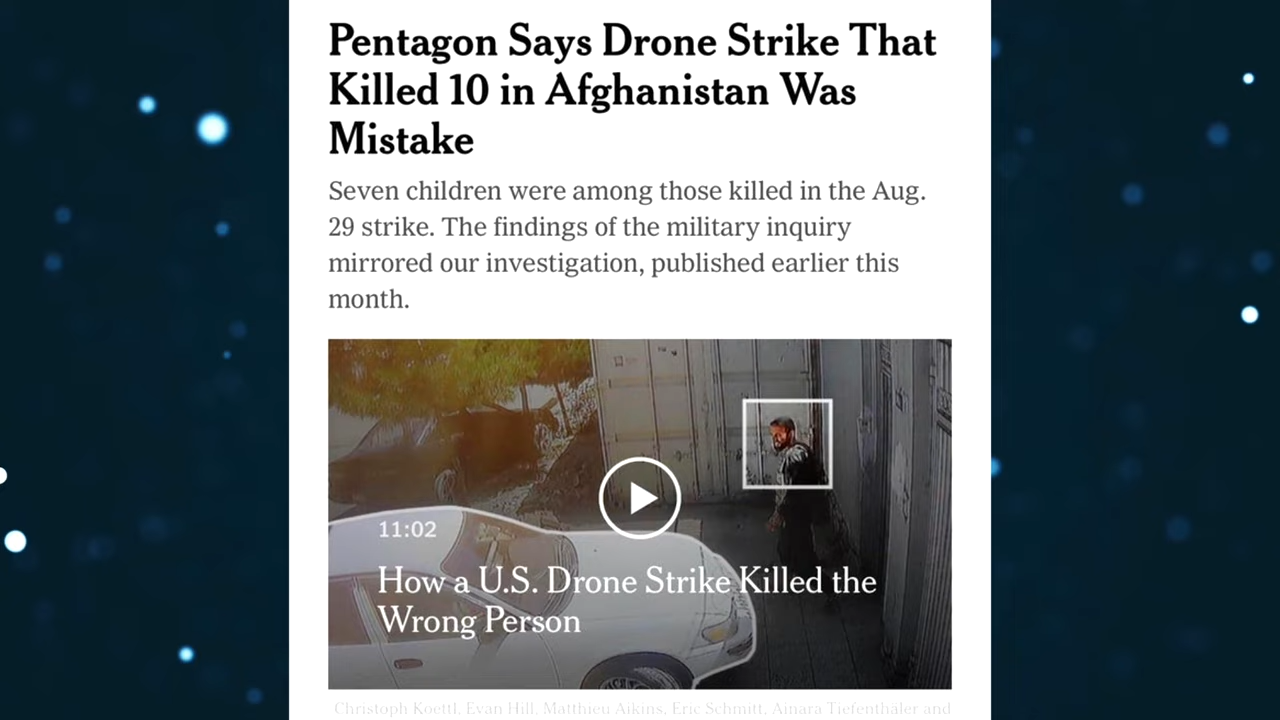 Pentagon Says Drone Strike That
Killed 10 in Afghanistan Was
Mistake
Seven children were among those killed in the Aug.
29 strike. The findings of the military inquiry
mirrored our investigation, published earlier this
month.
11:02
How a U.S. Drone Strike Killed the
Wrong Person
Christoph Koettl, Evan Hill, Matthieu Aikins, Eric Schmitt, Ainara Tiefenthäler and